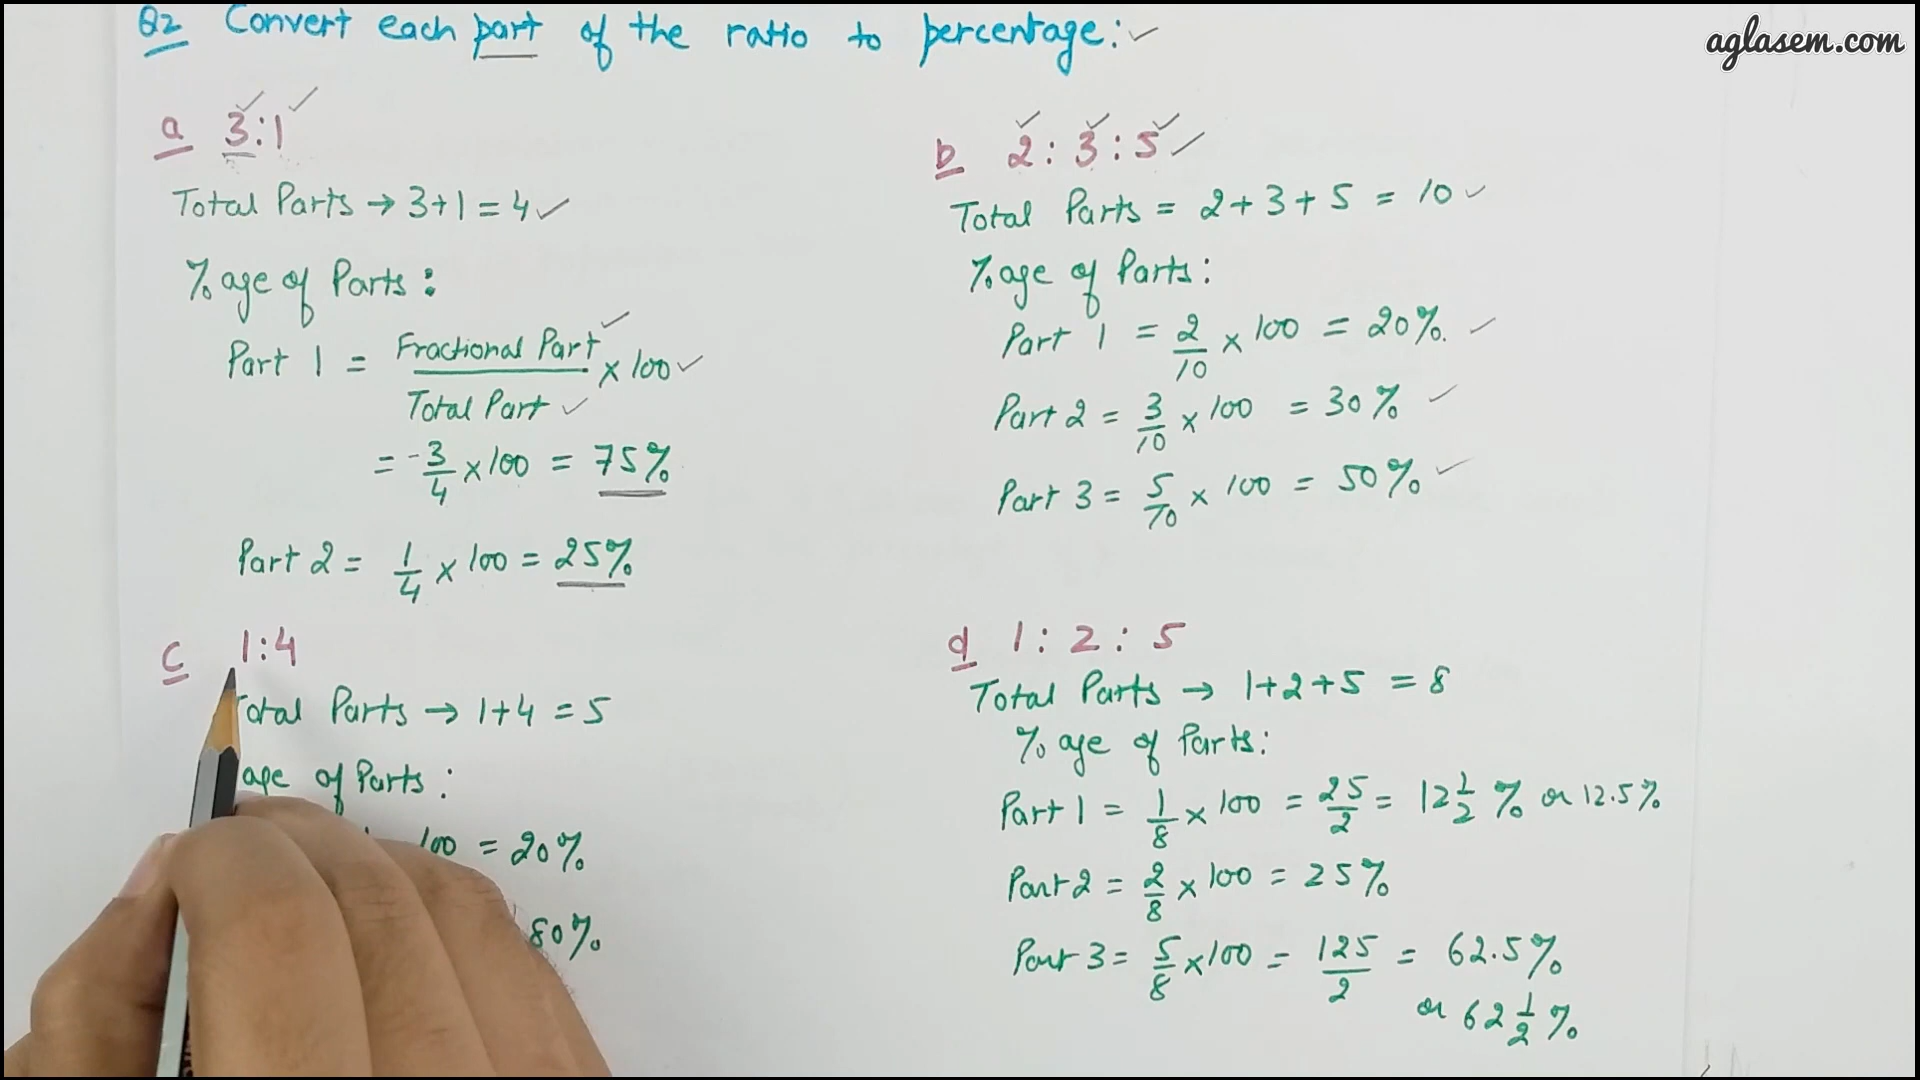 Q2 Convert each part of the ratio to percentage:
aglasem.com
a 3:1
Total Parts → 3+1 = 4
% age of Parts:
Part 1 = Fractional Part / Total Part × 100
= 3/4 × 100 = 75%
Part 2 = 1/4 × 100 = 25%
b 2:3:5
Total Parts = 2+3+5 = 10
% age of Parts:
Part 1 = 2/10 × 100 = 20%.
Part 2 = 3/10 × 100 = 30%
Part 3 = 5/10 × 100 = 50%
c 1:4
Total Parts → 1+4 = 5
age of Parts:
100 = 20%
80%
d 1:2:5
Total Parts → 1+2+5 = 8
% age of Parts:
Part 1 = 1/8 × 100 = 25/2 = 12 1/2 % or 12.5%
Part 2 = 2/8 × 100 = 25%
Part 3 = 5/8 × 100 = 125/2 = 62.5%
or 62 1/2 %